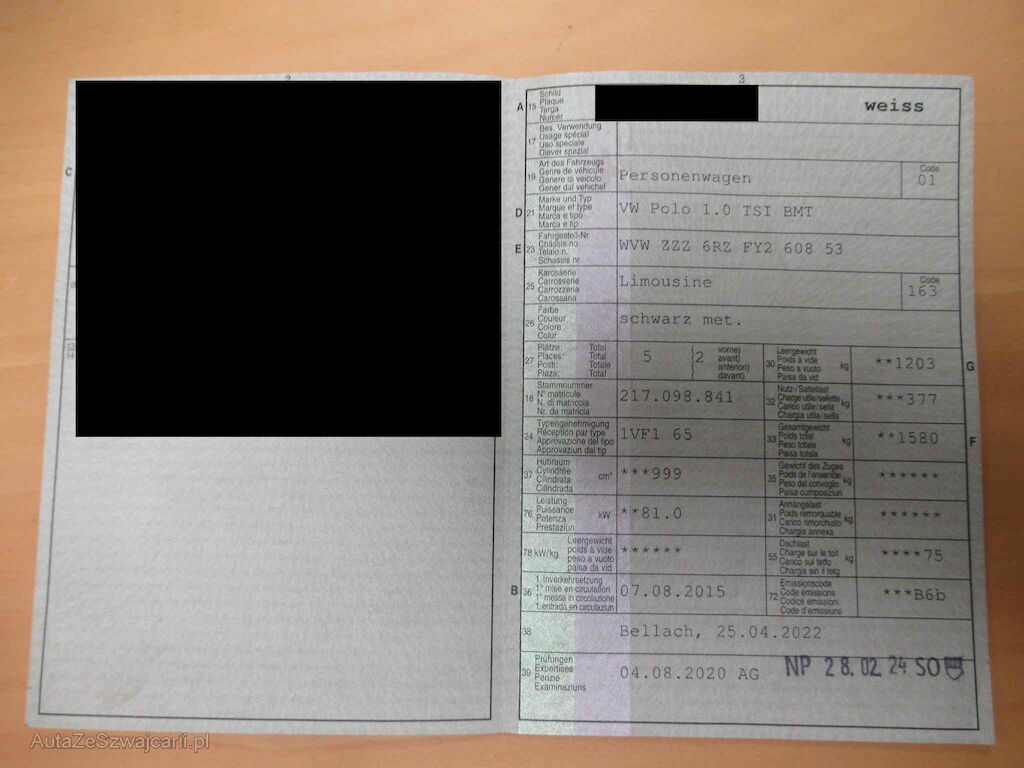 2
3
C
A 15 Schild
Plaque
Targa
Numer
weiss
17 Bes. Verwendung
Usage spécial
Uso speciale
Diever spezial
19 Art des Fahrzeugs
Genre de véhicule
Genere di veicolo
Gener dal vehichel
Personenwagen
Code
01
D 21 Marke und Typ
Marque et type
Marca e tipo
Marca e tip
VW Polo 1.0 TSI BMT
E 23 Fahrgestell-Nr.
Châssis no
Telaio n.
Schassis nr.
WVW ZZZ 6RZ FY2 608 53
25 Karosserie
Carrosserie
Carrozzeria
Carossaria
Limousine
Code
163
26 Farbe
Couleur
Colore
Colur
schwarz met.
27 Plätze: Total
Places: Total
Posti: Totale
Plazs: Total
5 (2 vorne)
avant)
anteriori)
davant)
30 Leergewicht
Poids à vide
Peso a vuoto
Paisa da vid
kg
**1203
G
18 Stammnummer
N° matricule
N. di matricola
Nr. da matricla
217.098.841
32 Nutz-/Sattellast
Charge utile/sellette
Carico utile/sella
Chargia utila/sella
kg
***377
24 Typengenehmigung
Réception par type
Approvazione del tipo
Approvaziun dal tip
1VF1 65
33 Gesamtgewicht
Poids total
Peso totale
Paisa totala
kg
**1580
F
37 Hubraum
Cylindrée
Cilindrata
Cilindrada
cm³
***999
35 Gewicht des Zuges
Poids de l'ensemble
Peso del convoglio
Paisa cumposiziun
kg
******
76 Leistung
Puissance
Potenza
Prestaziun
kW
**81.0
31 Anhängelast
Poids remorquable
Carico rimorchiato
Chargia annexa
kg
******
78 kW/kg
Leergewicht
poids à vide
peso a vuoto
paisa da vid
******
55 Dachlast
Charge sur le toit
Carico sul tetto
Chargia sin il tetg
kg
****75
B 36 1. Inverkehrsetzung
1re mise en circulation
1a messa in circolazione
1. entrada en circulaziun
07.08.2015
72 Emissionscode
Code émissions
Codice emissioni
Code d'emissiuns
***B6b
38
Bellach, 25.04.2022
39 Prüfungen
Expertises
Perizie
Examinaziuns
04.08.2020 AG
NP 28.02.24 SO
AutaZeSzwajcarii.pl